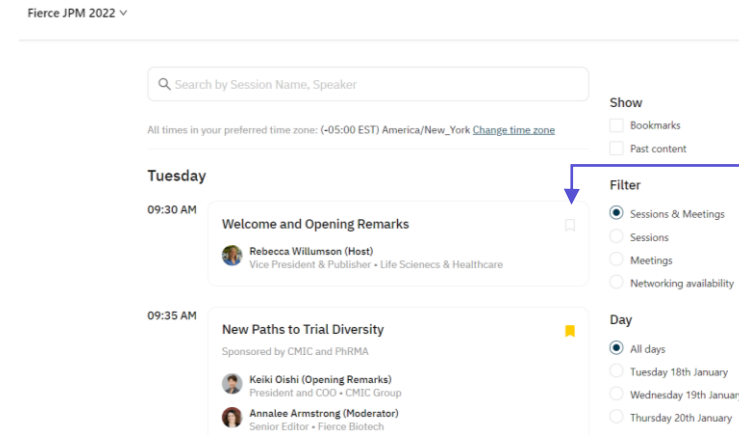 Fierce JPM 2022
Search by Session Name, Speaker
All times in your preferred time zone: (-05:00 EST) America/New_York Change time zone
Tuesday
09:30 AM
Welcome and Opening Remarks
Rebecca Willumson (Host)
Vice President & Publisher • Life Scienecs & Healthcare
09:35 AM
New Paths to Trial Diversity
Sponsored by CMIC and PhRMA
Keiki Oishi (Opening Remarks)
President and COO • CMIC Group
Annalee Armstrong (Moderator)
Senior Editor • Fierce Biotech
Show
Bookmarks
Past content
Filter
Sessions & Meetings
Sessions
Meetings
Networking availability
Day
All days
Tuesday 18th January
Wednesday 19th January
Thursday 20th January